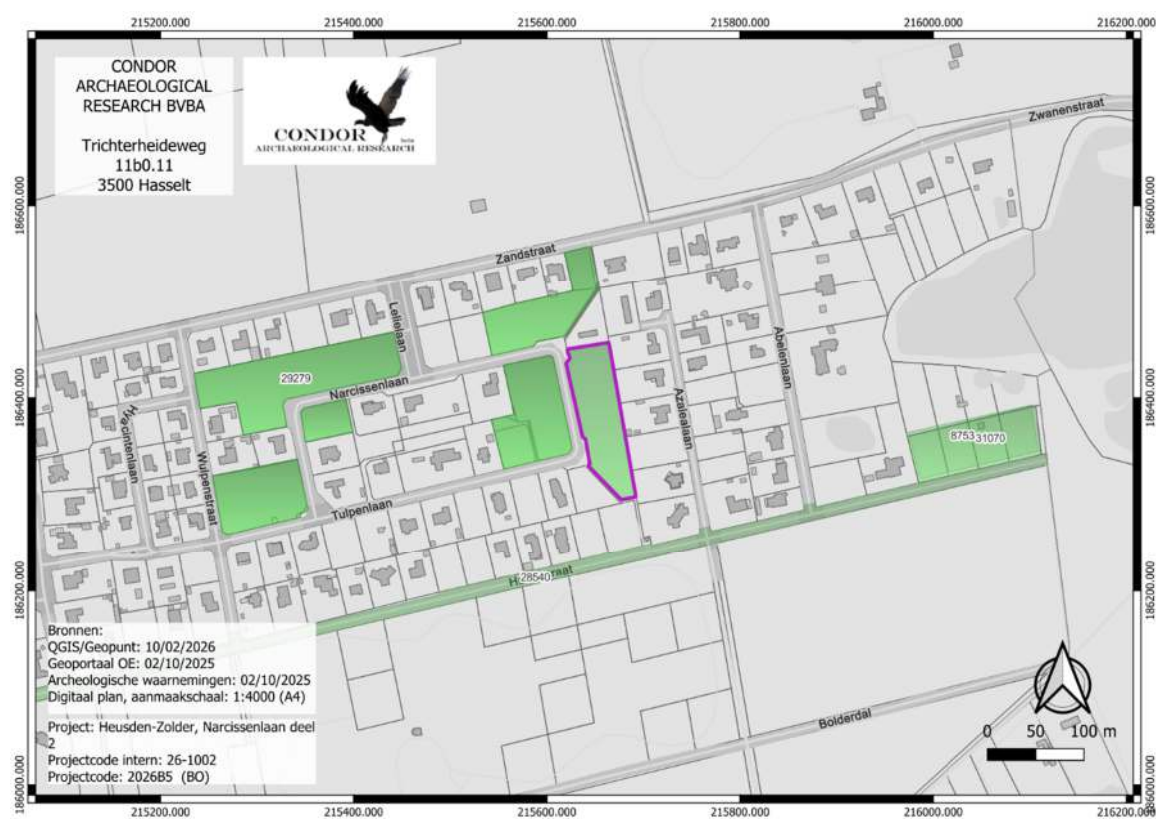 215200.000 215400.000 215600.000 215800.000 216000.000 216200.000
CONDOR
ARCHAEOLOGICAL
RESEARCH BVBA
Trichterheideweg
11b0.11
3500 Hasselt
CONDOR
ARCHAEOLOGICAL RESEARCH
Zwanenstraat
186600.000 186600.000
Zandstraat
Lelielaan
29279
Narcissenlaan
Abelenlaan
186400.000 186400.000
Azalealaan
Hyacintenlaan
Wulpenstraat
8753 31070
Tulpenlaan
28540
186200.000 186200.000
Bronnen:
QGIS/Geopunt: 10/02/2026
Geoportaal OE: 02/10/2025
Archeologische waarnemingen: 02/10/2025
Digitaal plan, aanmaakschaal: 1:4000 (A4)
Project: Heusden-Zolder, Narcissenlaan deel
2
Projectcode intern: 26-1002
Projectcode: 2026B5 (BO)
Bolderdal
0 50 100 m
186000.000 186000.000
215200.000 215400.000 215600.000 215800.000 216000.000 216200.000